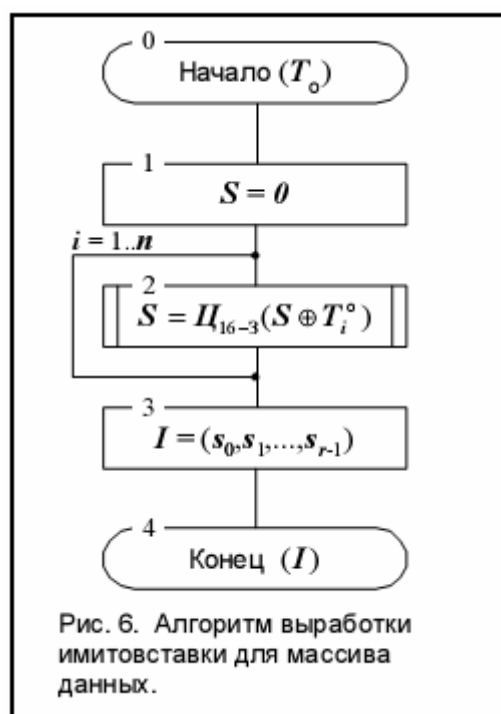 0
Начало (Tₒ)
1
S = 0
i = 1..n
2
S = Ц₁₆₋₃(S ⊕ Tᵢ°)
3
I = (s₀,s₁,...,sᵣ₋₁)
4
Конец (I)
Рис. 6. Алгоритм выработки
имитовставки для массива
данных.